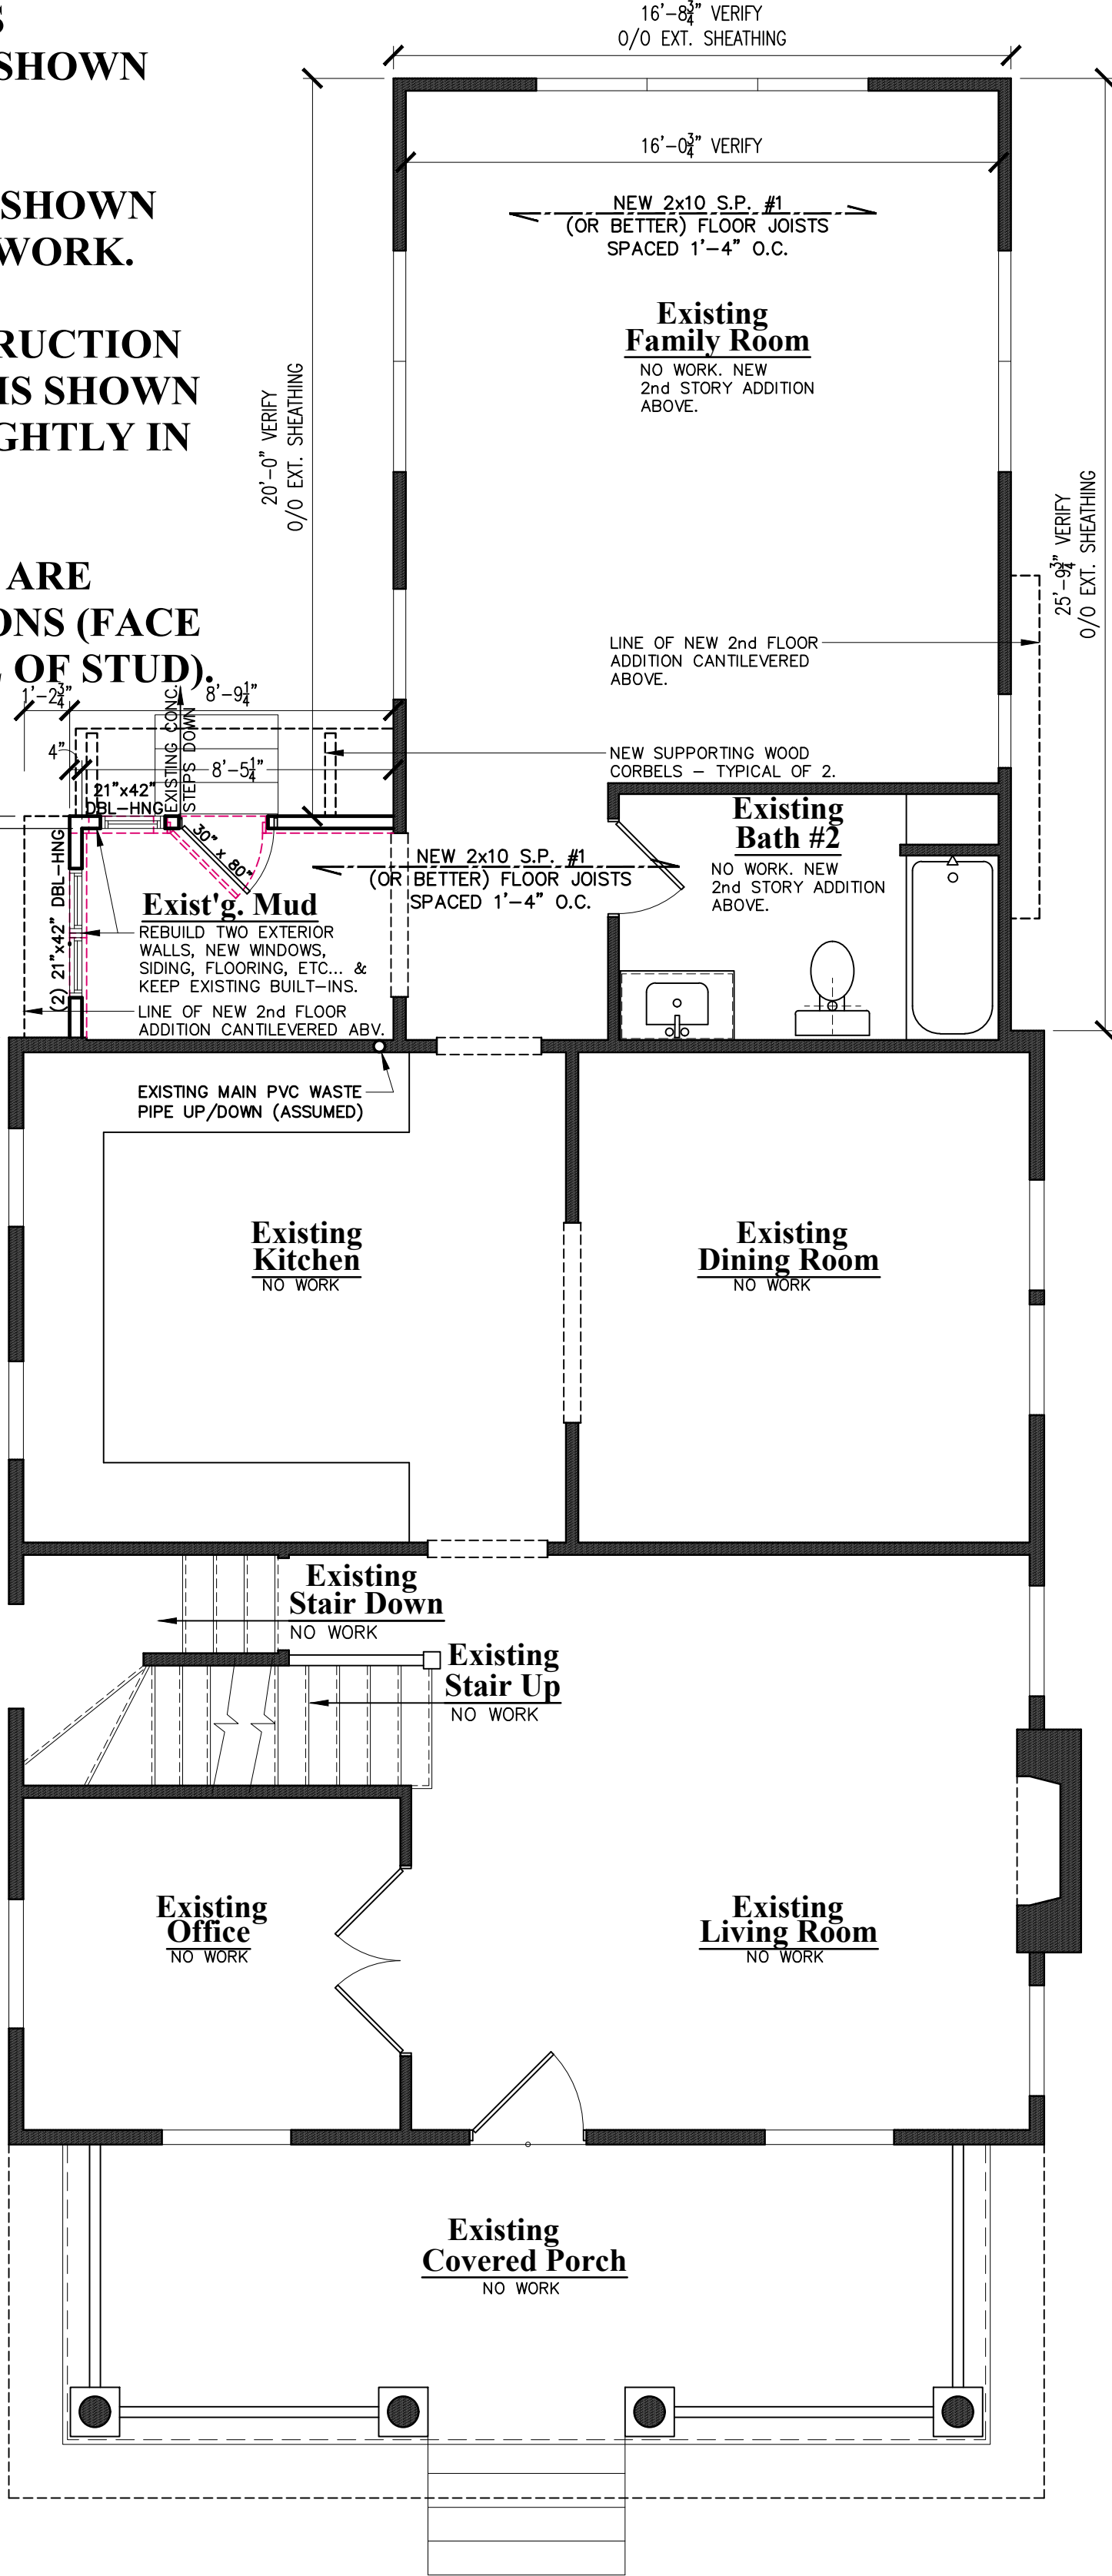 S
SHOWN
SHOWN
WORK.
RUCTION
IS SHOWN
GHTLY IN
ARE
ONS (FACE
OF STUD).
16'-8¾" VERIFY
O/O EXT. SHEATHING
16'-0¾" VERIFY
NEW 2x10 S.P. #1
(OR BETTER) FLOOR JOISTS
SPACED 1'-4" O.C.
Existing
Family Room
NO WORK. NEW
2nd STORY ADDITION
ABOVE.
20'-0" VERIFY
O/O EXT. SHEATHING
25'-9¾" VERIFY
O/O EXT. SHEATHING
LINE OF NEW 2nd FLOOR
ADDITION CANTILEVERED
ABOVE.
1'-2¾"
8'-9¼"
EXISTING CONC.
STEPS DOWN
4"
8'-5¼"
NEW SUPPORTING WOOD
CORBELS - TYPICAL OF 2.
21"x42"
DBL-HNG
30" x 80"
(2) 21"x42" DBL-HNG
NEW 2x10 S.P. #1
(OR BETTER) FLOOR JOISTS
SPACED 1'-4" O.C.
Existing
Bath #2
NO WORK. NEW
2nd STORY ADDITION
ABOVE.
Exist'g. Mud
REBUILD TWO EXTERIOR
WALLS, NEW WINDOWS,
SIDING, FLOORING, ETC... &
KEEP EXISTING BUILT-INS.
LINE OF NEW 2nd FLOOR
ADDITION CANTILEVERED ABV.
EXISTING MAIN PVC WASTE
PIPE UP/DOWN (ASSUMED)
Existing
Kitchen
NO WORK
Existing
Dining Room
NO WORK
Existing
Stair Down
NO WORK
Existing
Stair Up
NO WORK
Existing
Office
NO WORK
Existing
Living Room
NO WORK
Existing
Covered Porch
NO WORK